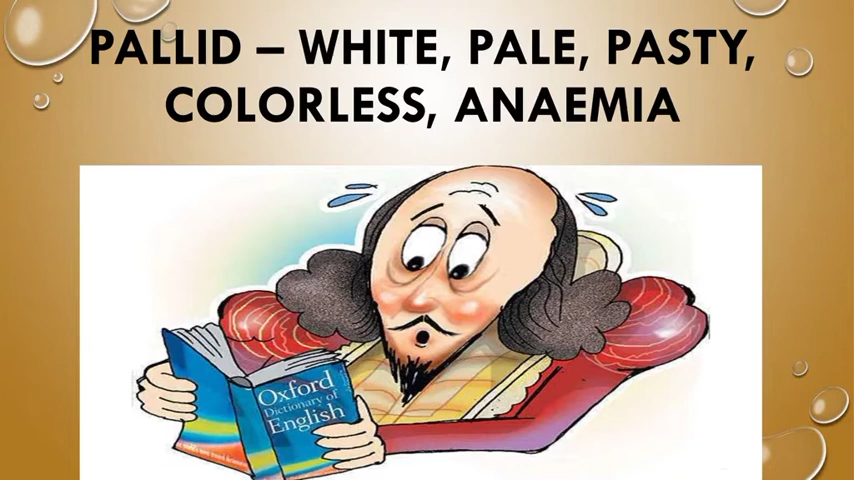 PALLID – WHITE, PALE, PASTY,
COLORLESS, ANAEMIA
Oxford
Dictionary of
English